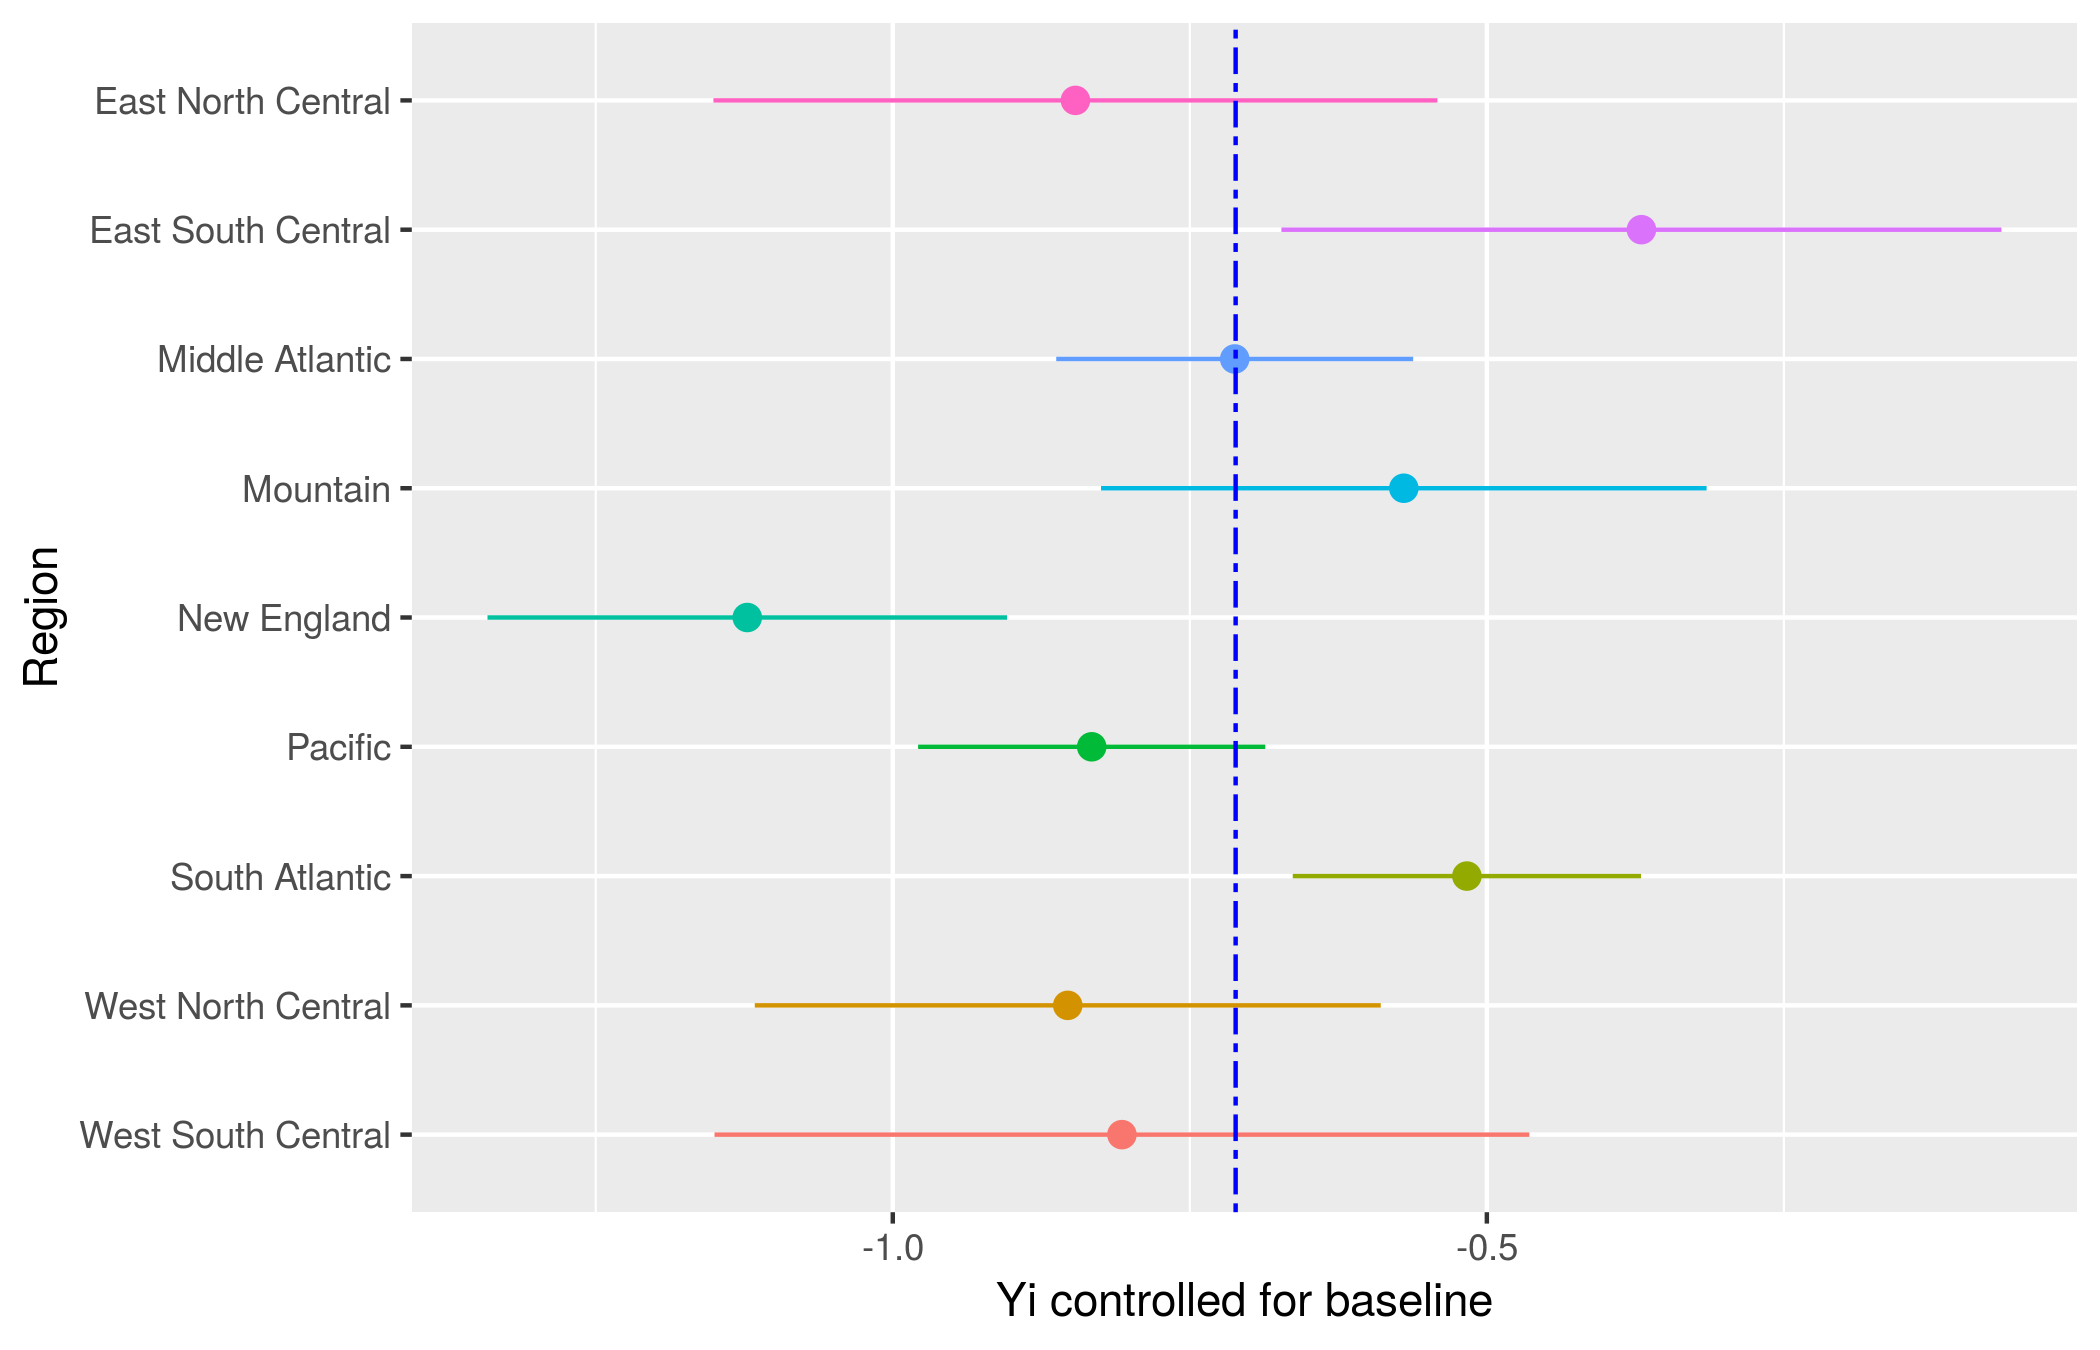 East North Central
East South Central
Middle Atlantic
Mountain
New England
Pacific
South Atlantic
West North Central
West South Central
Region
-1.0
-0.5
Yi controlled for baseline